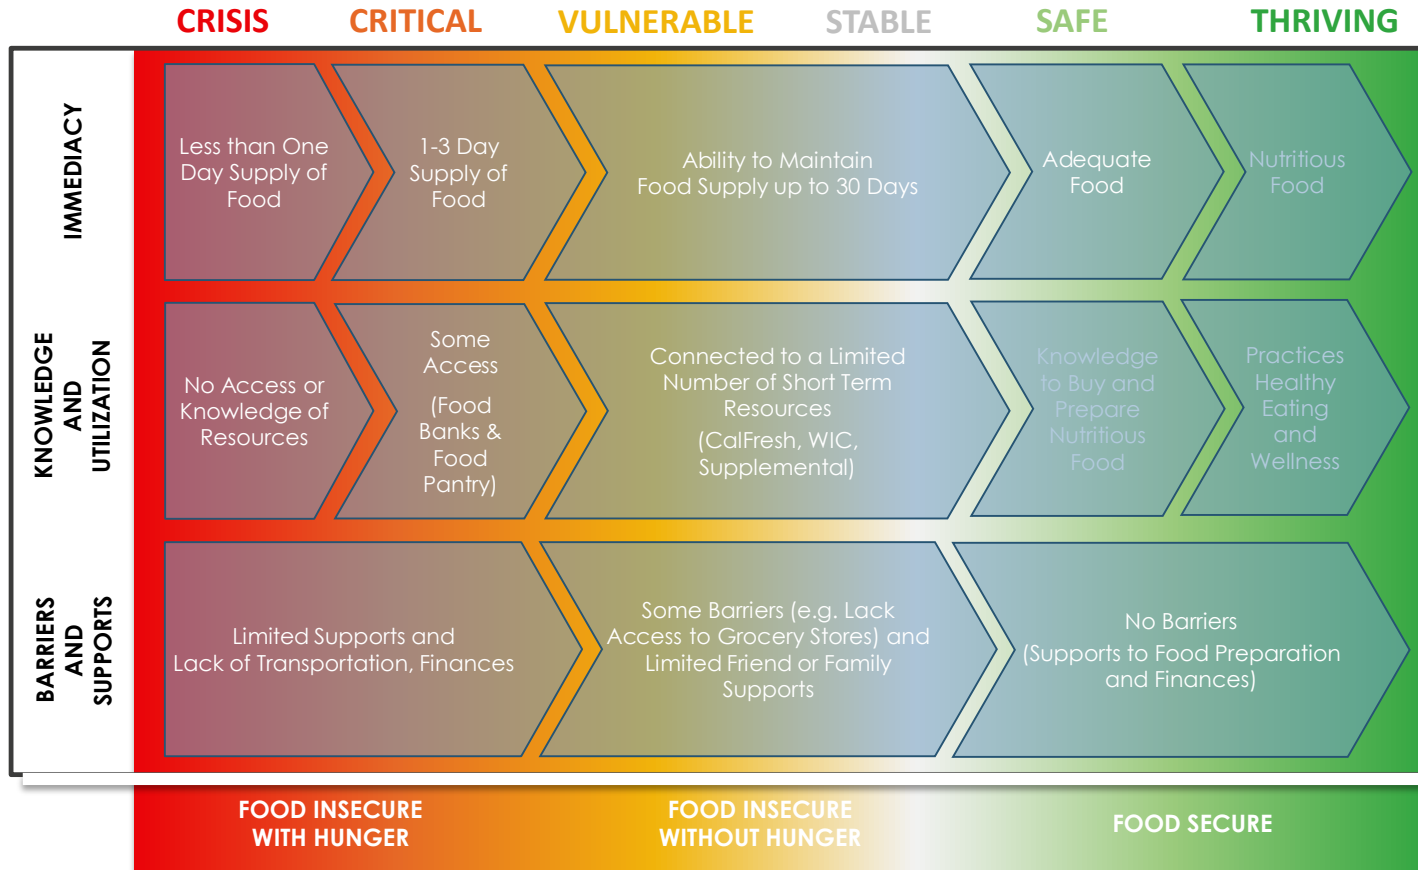 CRISIS
CRITICAL
VULNERABLE
STABLE
SAFE
THRIVING
IMMEDIACY
Less than One
Day Supply of
Food
1-3 Day
Supply of
Food
Ability to Maintain
Food Supply up to 30 Days
Adequate
Food
Nutritious
Food
KNOWLEDGE
AND
UTILIZATION
No Access or
Knowledge of
Resources
Some
Access
(Food
Banks &
Food
Pantry)
Connected to a Limited
Number of Short Term
Resources
(CalFresh, WIC,
Supplemental)
Knowledge
to Buy and
Prepare
Nutritious
Food
Practices
Healthy
Eating
and
Wellness
BARRIERS
AND
SUPPORTS
Limited Supports and
Lack of Transportation, Finances
Some Barriers (e.g. Lack
Access to Grocery Stores) and
Limited Friend or Family
Supports
No Barriers
(Supports to Food Preparation
and Finances)
FOOD INSECURE
WITH HUNGER
FOOD INSECURE
WITHOUT HUNGER
FOOD SECURE